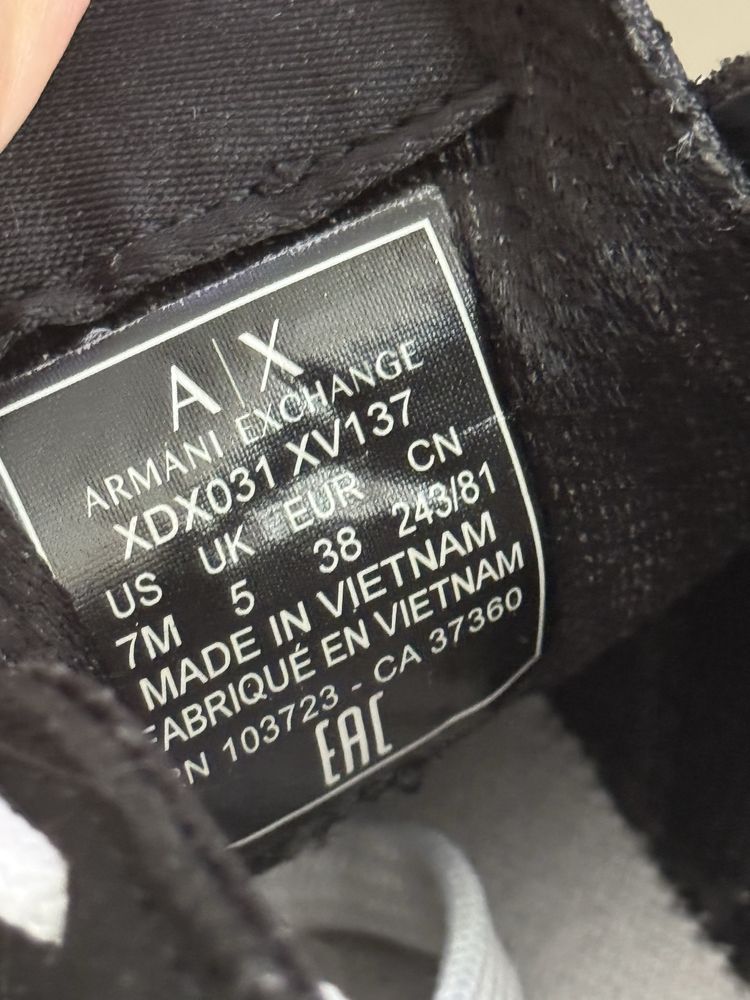 A|X
ARMANI EXCHANGE
XDX031 XV137
US UK EUR CN
7M 5 38 243/81
MADE IN VIETNAM
FABRIQUÉ EN VIETNAM
RN 103723 - CA 37360
EAC